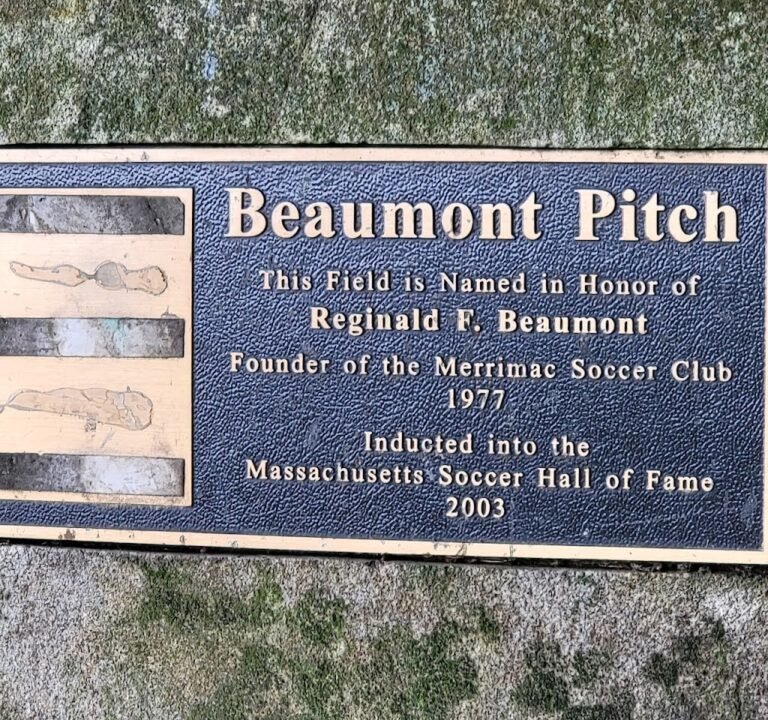 Beaumont Pitch
This Field is Named in Honor of
Reginald F. Beaumont
Founder of the Merrimac Soccer Club
1977
Inducted into the
Massachusetts Soccer Hall of Fame
2003